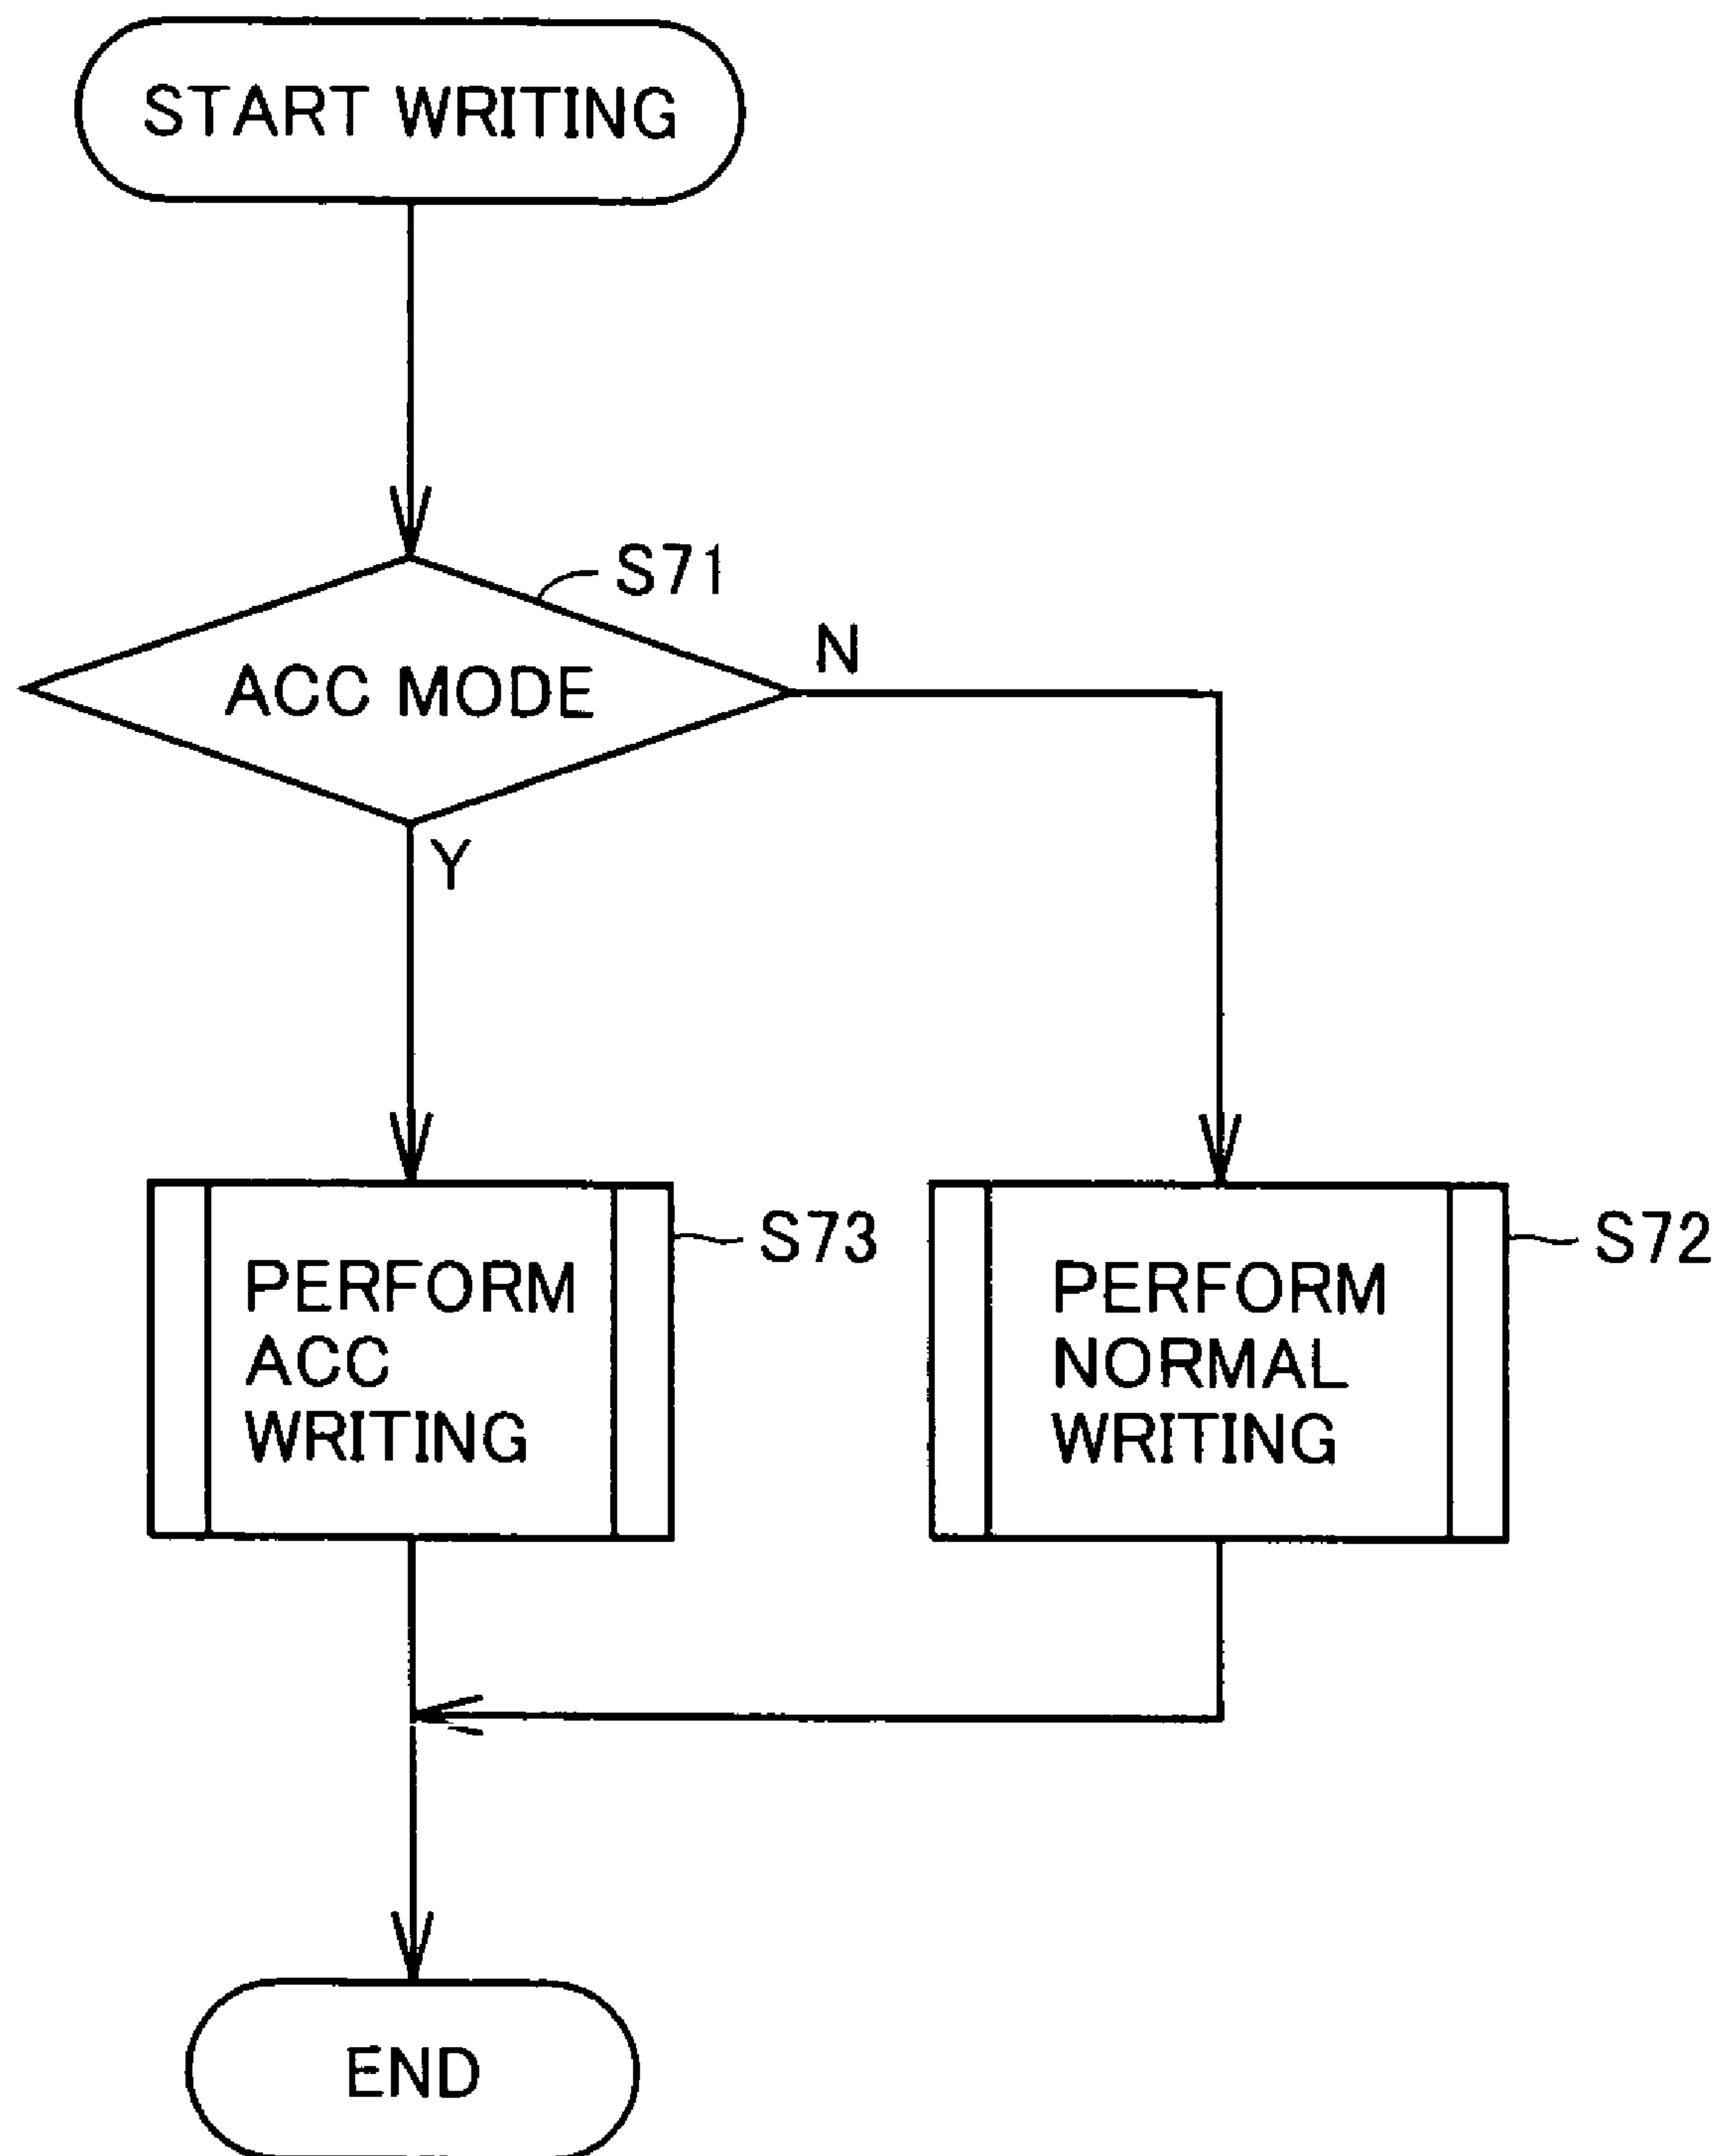 START WRITING
S71
N
ACC MODE
Y
S73
PERFORM
ACC
WRITING
S72
PERFORM
NORMAL
WRITING
END